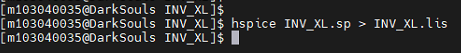 [m103040035@DarkSouls INV_XL]$
[m103040035@DarkSouls INV_XL]$ hspice INV_XL.sp > INV_XL.lis
[m103040035@DarkSouls INV_XL]$